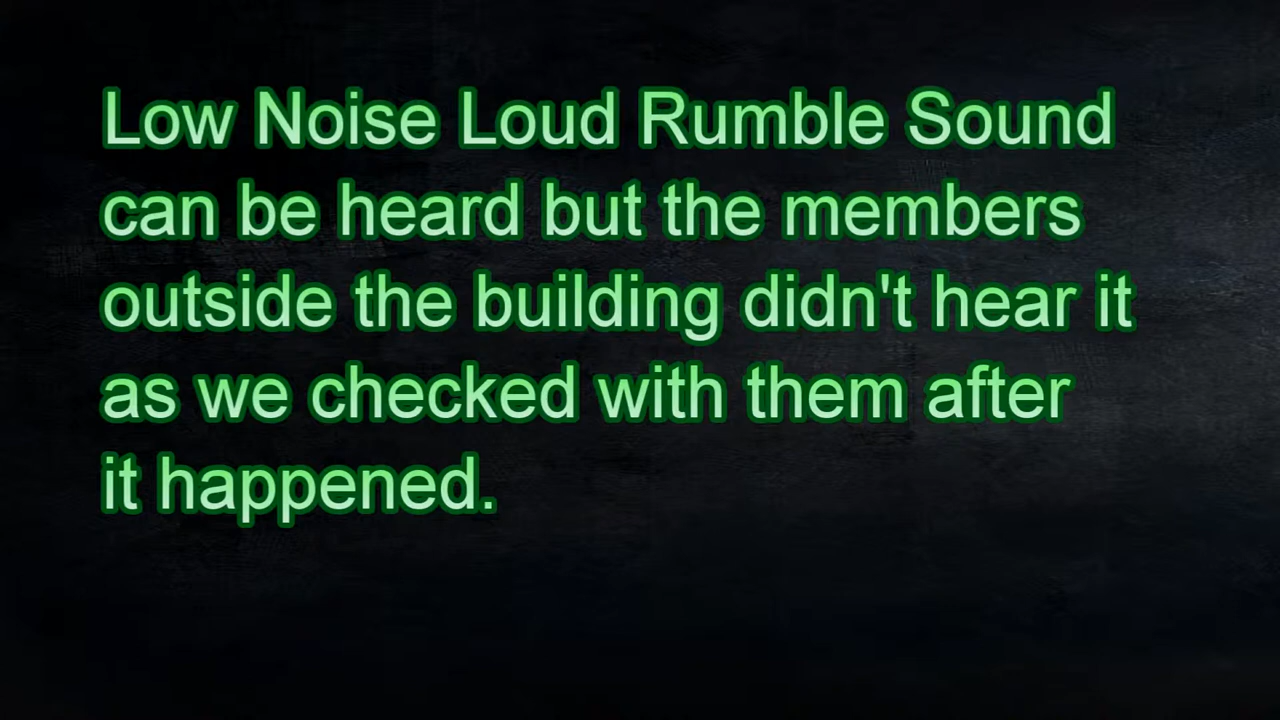 Low Noise Loud Rumble Sound
can be heard but the members
outside the building didn't hear it
as we checked with them after
it happened.